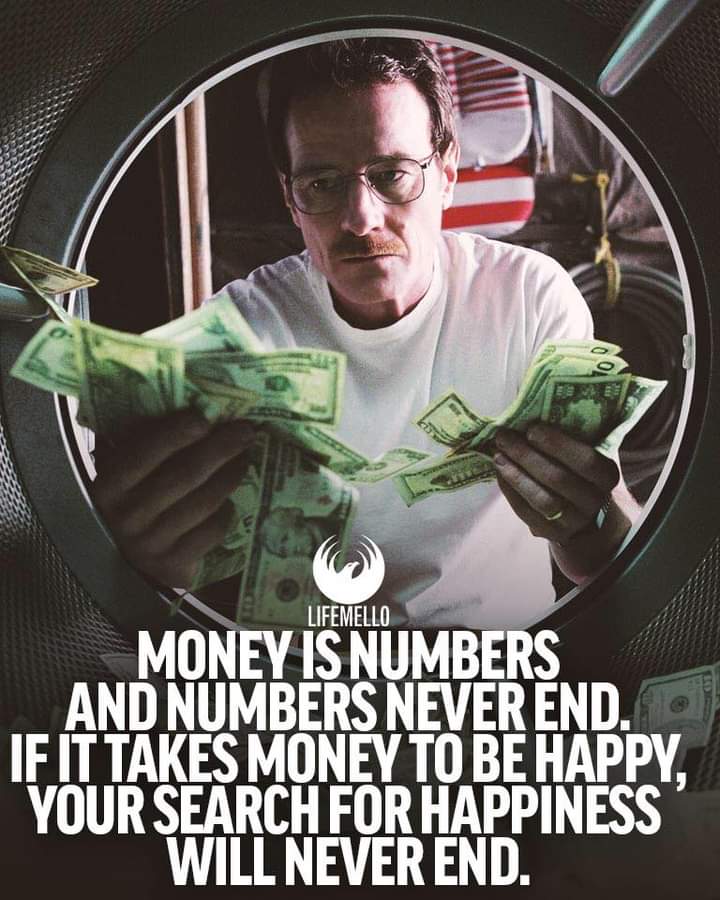 LIFEMELLO
MONEY IS NUMBERS
AND NUMBERS NEVER END.
IF IT TAKES MONEY TO BE HAPPY,
YOUR SEARCH FOR HAPPINESS
WILL NEVER END.